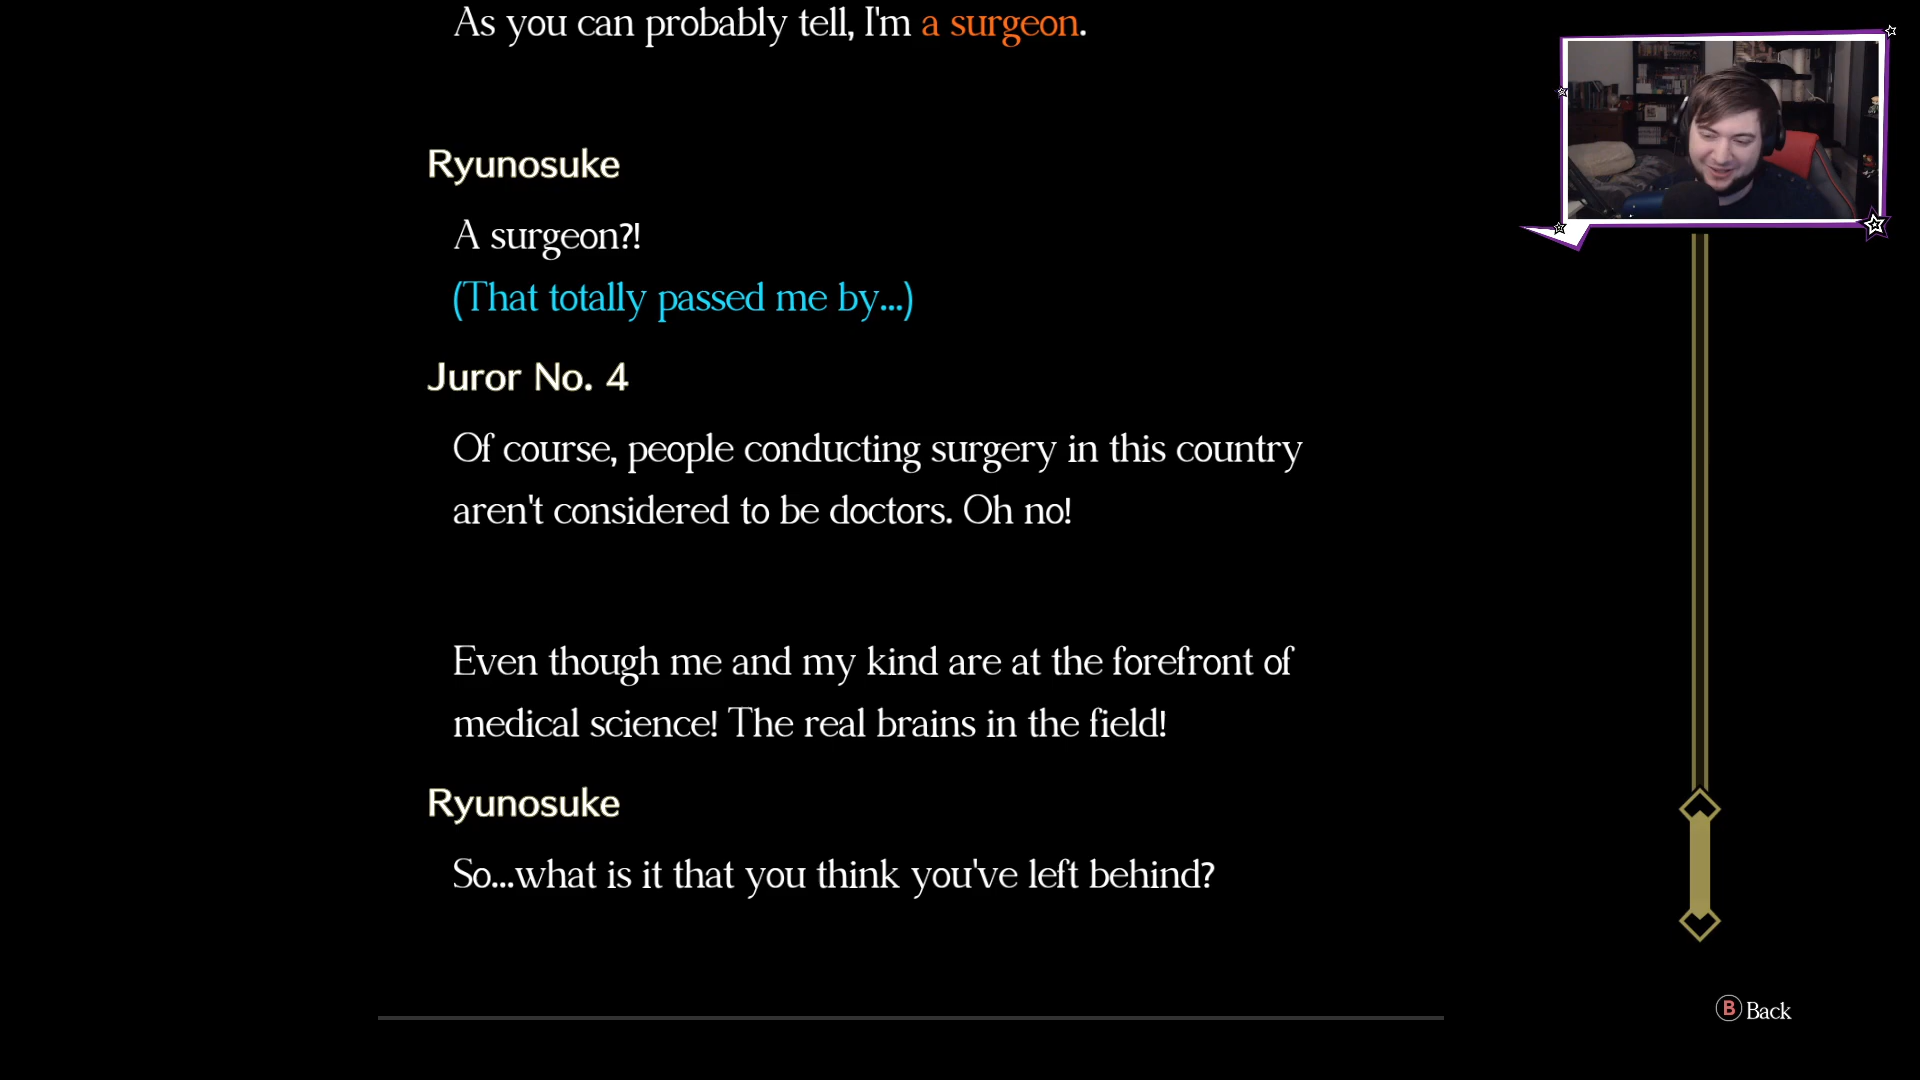 As you can probably tell, I'm a surgeon.
Ryunosuke
A surgeon?!
(That totally passed me by...)
Juror No. 4
Of course, people conducting surgery in this country
aren't considered to be doctors. Oh no!
Even though me and my kind are at the forefront of
medical science! The real brains in the field!
Ryunosuke
So...what is it that you think you've left behind?
B Back